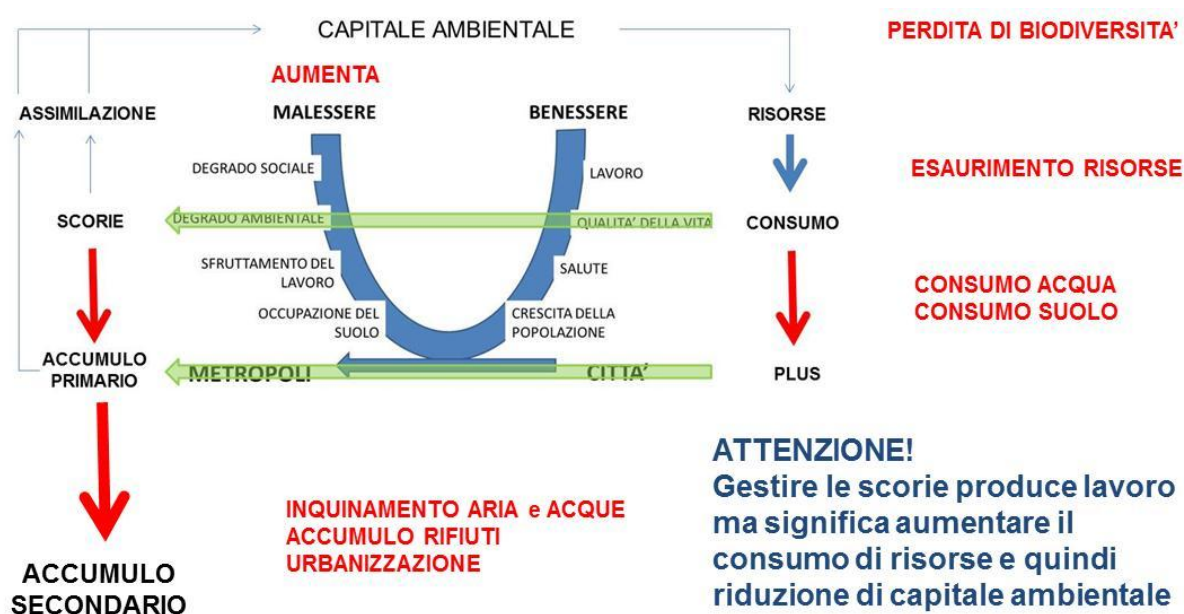 CAPITALE AMBIENTALE
PERDITA DI BIODIVERSITA'
AUMENTA
ASSIMILAZIONE
MALESSERE
BENESSERE
RISORSE
DEGRADO SOCIALE
LAVORO
ESAURIMENTO RISORSE
SCORIE
DEGRADO AMBIENTALE
QUALITA' DELLA VITA
CONSUMO
SFRUTTAMENTO DEL
LAVORO
SALUTE
CONSUMO ACQUA
CONSUMO SUOLO
OCCUPAZIONE DEL
SUOLO
CRESCITA DELLA
POPOLAZIONE
ACCUMULO
PRIMARIO
METROPOLI
CITTA'
PLUS
ATTENZIONE!
Gestire le scorie produce lavoro
ma significa aumentare il
consumo di risorse e quindi
riduzione di capitale ambientale
INQUINAMENTO ARIA e ACQUE
ACCUMULO RIFIUTI
URBANIZZAZIONE
ACCUMULO
SECONDARIO